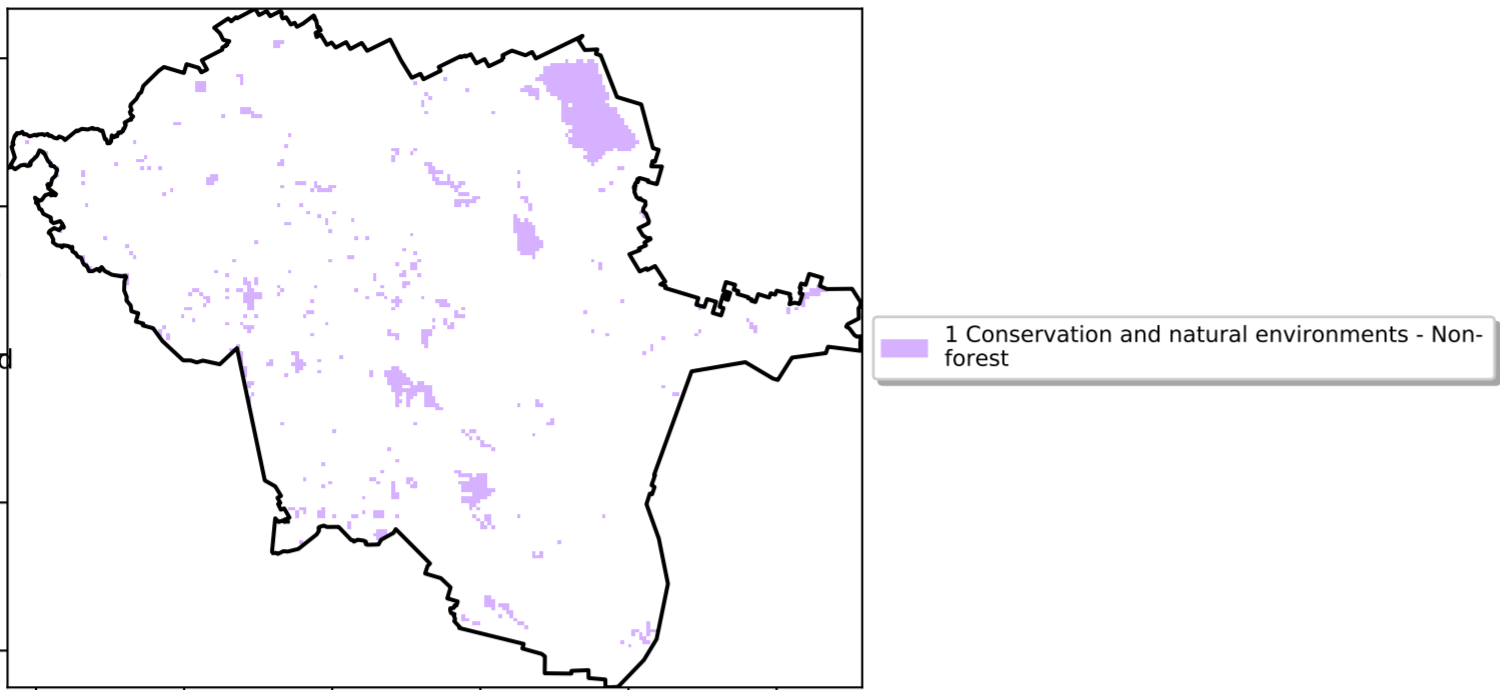 d
1 Conservation and natural environments - Non-
forest